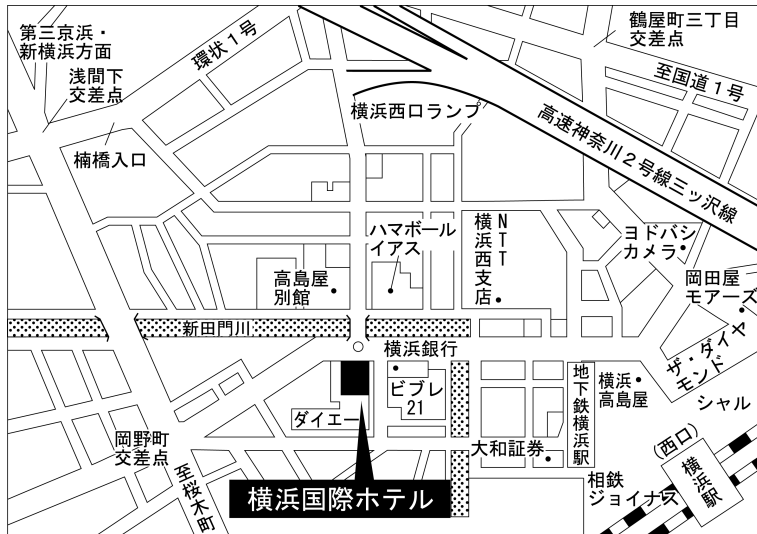 第三京浜・
新横浜方面
環状１号
鶴屋町三丁目
交差点
浅間下
交差点
至国道１号
横浜西口ランプ
高速神奈川２号線三ツ沢線
楠橋入口
ハマボール
イアス
NTT
横浜西支店
ヨドバシ
カメラ
高島屋
別館
岡田屋
モアーズ
新田門川
横浜銀行
ザ・ダイヤ
モンド
ビブレ
21
地下鉄横浜駅
横浜
高島屋
シャル
ダイエー
岡野町
交差点
大和証券
(西口)
横浜駅
至桜木町
相鉄
ジョイナス
横浜国際ホテル